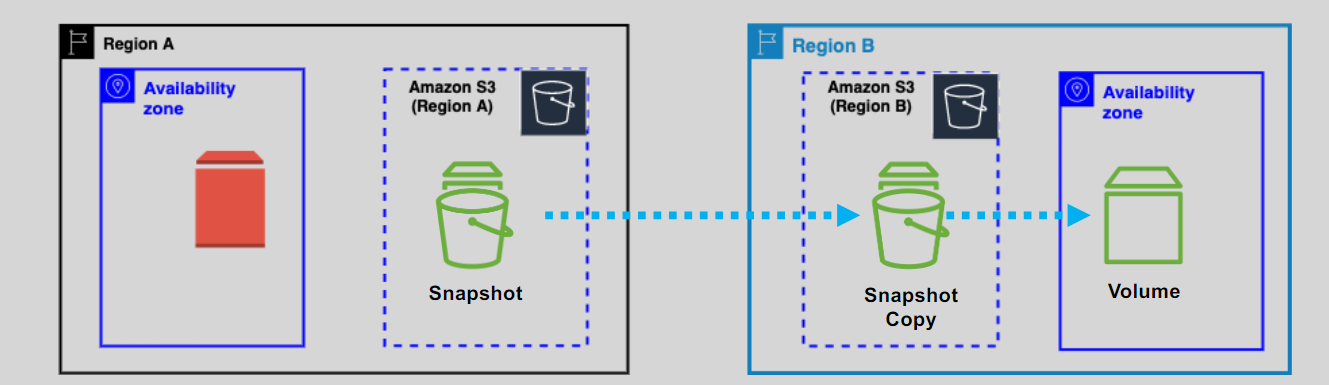 Region A
Availability
zone
Amazon S3
(Region A)
Snapshot
Region B
Amazon S3
(Region B)
Snapshot
Copy
Availability
zone
Volume